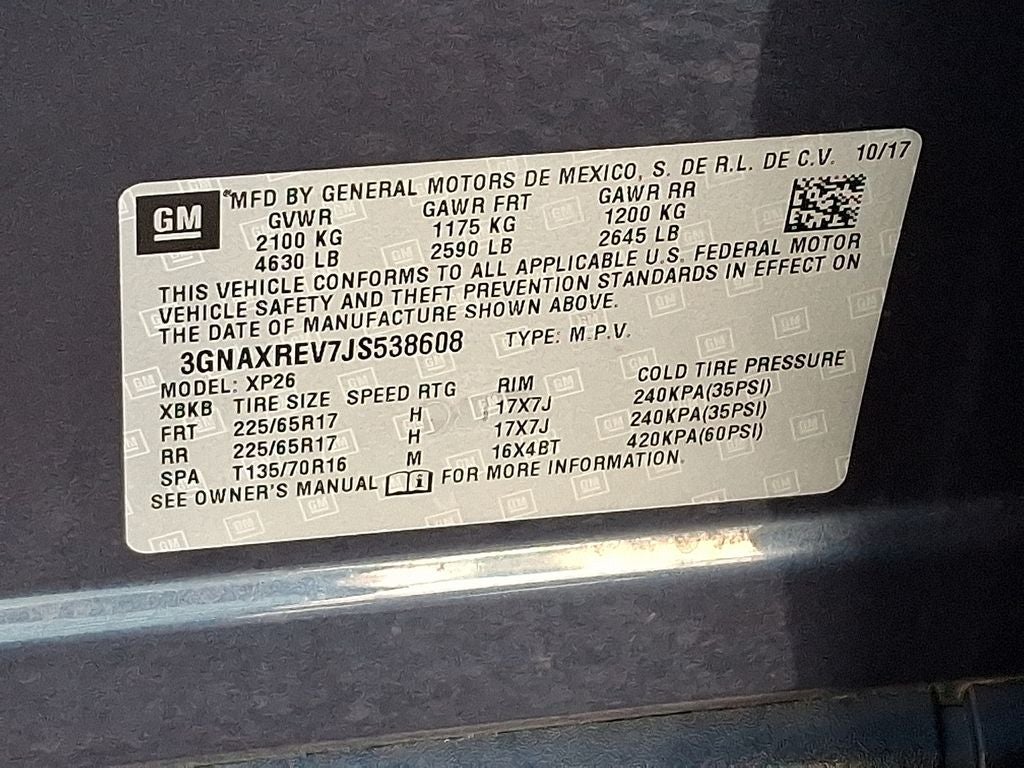 GM
MFD BY GENERAL MOTORS DE MEXICO, S. DE R.L. DE C.V. 10/17
GVWR GAWR FRT GAWR RR
2100 KG 1175 KG 1200 KG
4630 LB 2590 LB 2645 LB
THIS VEHICLE CONFORMS TO ALL APPLICABLE U.S. FEDERAL MOTOR
VEHICLE SAFETY AND THEFT PREVENTION STANDARDS IN EFFECT ON
THE DATE OF MANUFACTURE SHOWN ABOVE.
3GNAXREV7JS538608 TYPE: M.P.V.
MODEL: XP26
XBKB TIRE SIZE SPEED RTG RIM COLD TIRE PRESSURE
FRT 225/65R17 H 17X7J 240KPA(35PSI)
RR 225/65R17 H 17X7J 240KPA(35PSI)
SPA T135/70R16 M 16X4BT 420KPA(60PSI)
SEE OWNER'S MANUAL i FOR MORE INFORMATION.